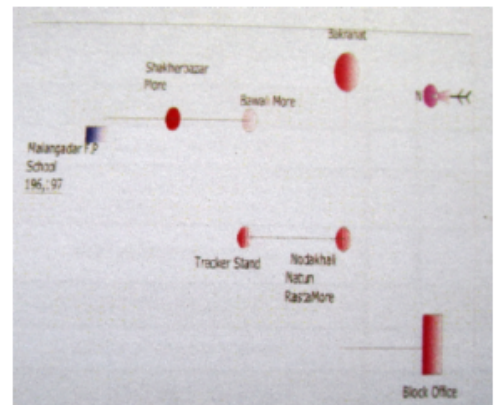 Bakrahat
Shakherbazar
More
Bawali More
N
Malangadar F.P
School
196,:97
Tracker Stand
Nodakhali
Natun
RastaMore
Block Office